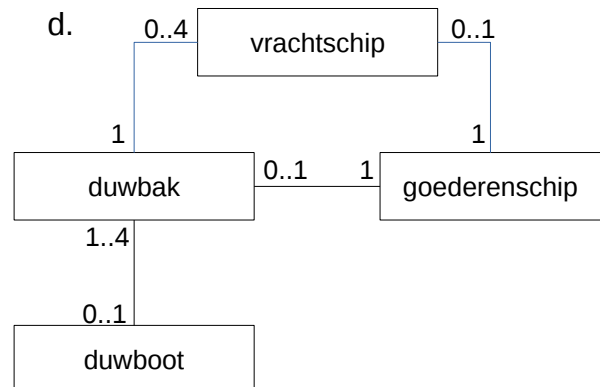 d.
0..4 vrachtschip 0..1
1 1
duwbak 0..1 1 goederenschip
1..4
0..1
duwboot